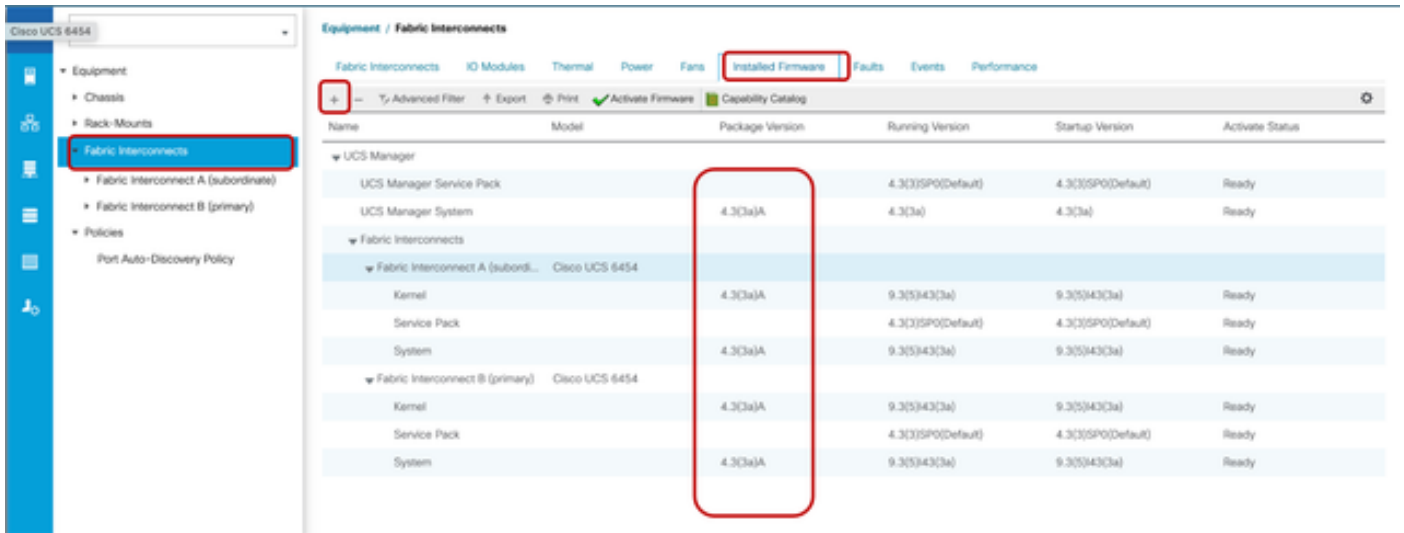 Cisco UCS 6454
Equipment / Fabric Interconnects
Fabric Interconnects IO Modules Thermal Power Fans Installed Firmware Faults Events Performance
+ − Advanced Filter Export Print Activate Firmware Capability Catalog
Equipment
Chassis
Rack-Mounts
Fabric Interconnects
Fabric Interconnect A (subordinate)
Fabric Interconnect B (primary)
Policies
Port Auto-Discovery Policy
Name Model Package Version Running Version Startup Version Activate Status
UCS Manager
UCS Manager Service Pack 4.3(3)SP0(Default) 4.3(3)SP0(Default) Ready
UCS Manager System 4.3(3a)A 4.3(3a) 4.3(3a) Ready
Fabric Interconnects
Fabric Interconnect A (subordi... Cisco UCS 6454
Kernel 4.3(3a)A 9.3(5)I43(3a) 9.3(5)I43(3a) Ready
Service Pack 4.3(3)SP0(Default) 4.3(3)SP0(Default) Ready
System 4.3(3a)A 9.3(5)I43(3a) 9.3(5)I43(3a) Ready
Fabric Interconnect B (primary) Cisco UCS 6454
Kernel 4.3(3a)A 9.3(5)I43(3a) 9.3(5)I43(3a) Ready
Service Pack 4.3(3)SP0(Default) 4.3(3)SP0(Default) Ready
System 4.3(3a)A 9.3(5)I43(3a) 9.3(5)I43(3a) Ready